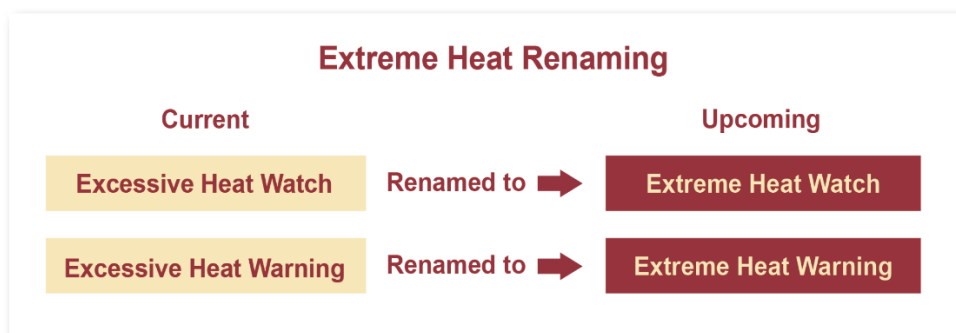 Extreme Heat Renaming
Current
Upcoming
Excessive Heat Watch
Renamed to
Extreme Heat Watch
Excessive Heat Warning
Renamed to
Extreme Heat Warning